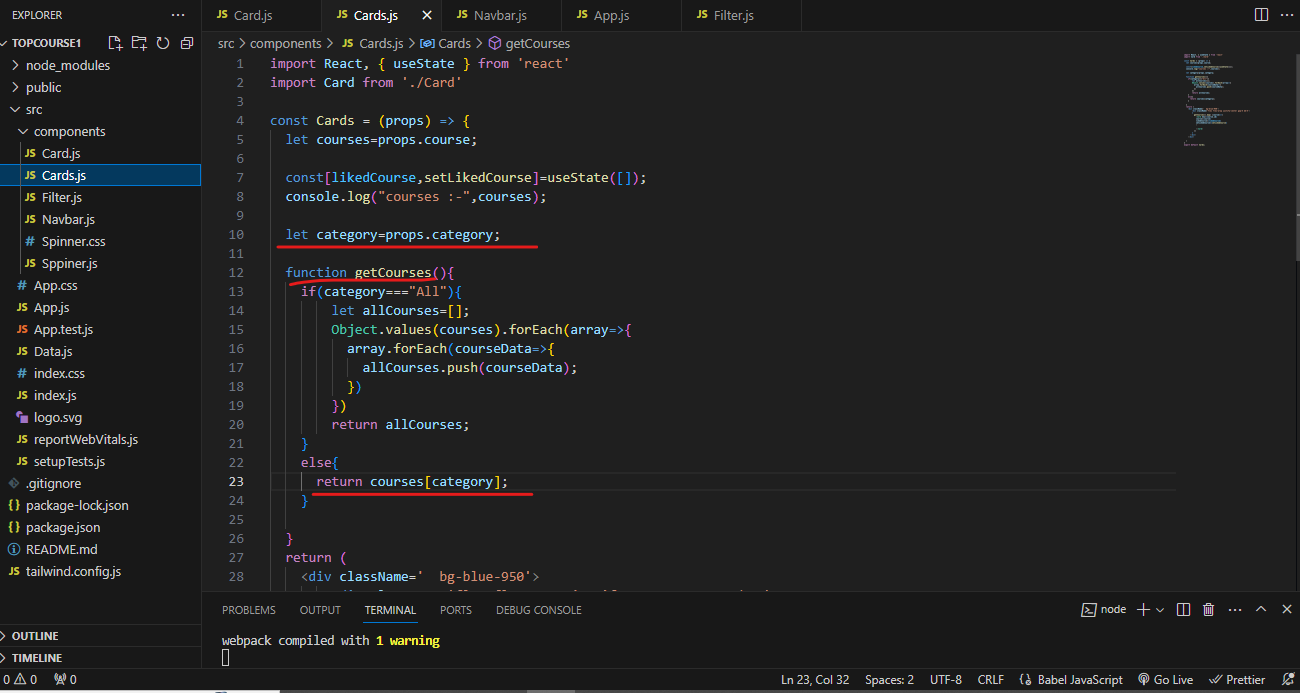 EXPLORER
Card.js
Cards.js
Navbar.js
App.js
Filter.js
TOPCOURSE1
node_modules
public
src
components
Card.js
Cards.js
Filter.js
Navbar.js
Spinner.css
Sppiner.js
App.css
App.js
App.test.js
Data.js
index.css
index.js
logo.svg
reportWebVitals.js
setupTests.js
.gitignore
package-lock.json
package.json
README.md
tailwind.config.js
OUTLINE
TIMELINE
src > components > JS Cards.js > Cards > getCourses
1 import React, { useState } from 'react'
2 import Card from './Card'
3
4 const Cards = (props) => {
5 let courses=props.course;
6
7 const[likedCourse,setLikedCourse]=useState([]);
8 console.log("courses :-",courses);
9
10 let category=props.category;
11
12 function getCourses(){
13 if(category==="All"){
14 let allCourses=[];
15 Object.values(courses).forEach(array=>{
16 array.forEach(courseData=>{
17 allCourses.push(courseData);
18 })
19 })
20 return allCourses;
21 }
22 else{
23 return courses[category];
24 }
25
26 }
27 return (
28 <div className='  bg-blue-950'>
PROBLEMS OUTPUT TERMINAL PORTS DEBUG CONSOLE
node
webpack compiled with 1 warning
0 0 0
Ln 23, Col 32 Spaces: 2 UTF-8 CRLF Babel JavaScript Go Live Prettier